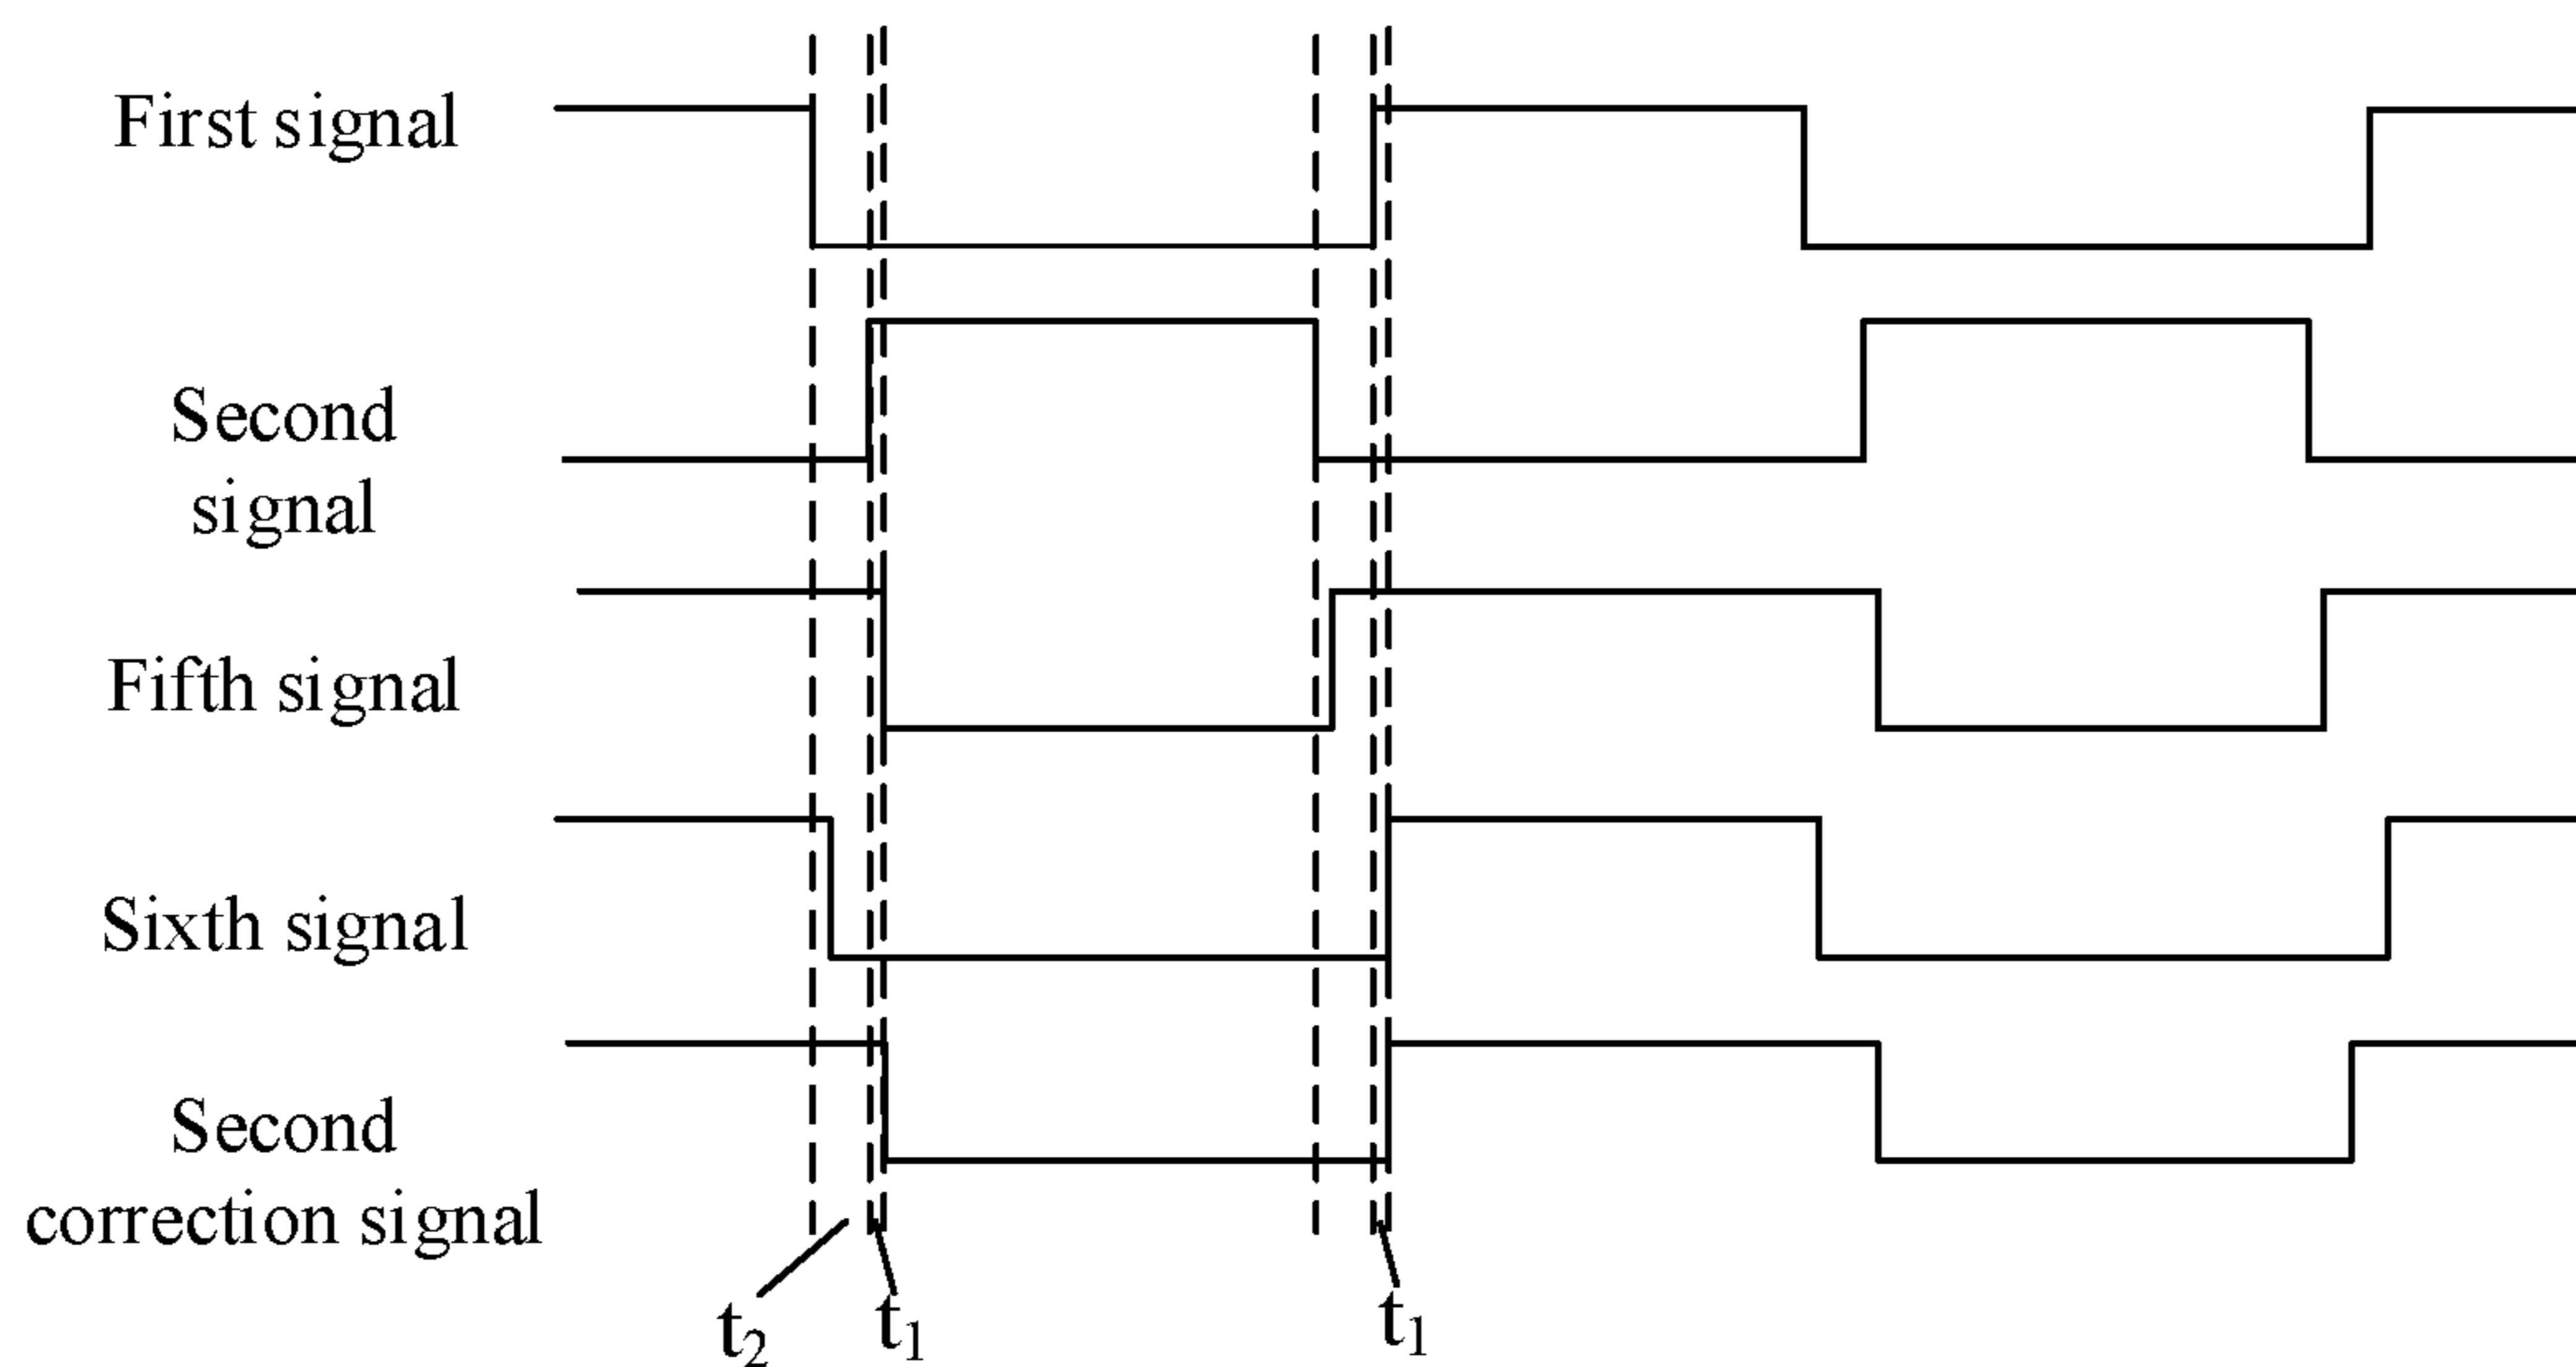 First signal
Second
signal
Fifth signal
Sixth signal
Second
correction signal
t₂
t₁
t₁